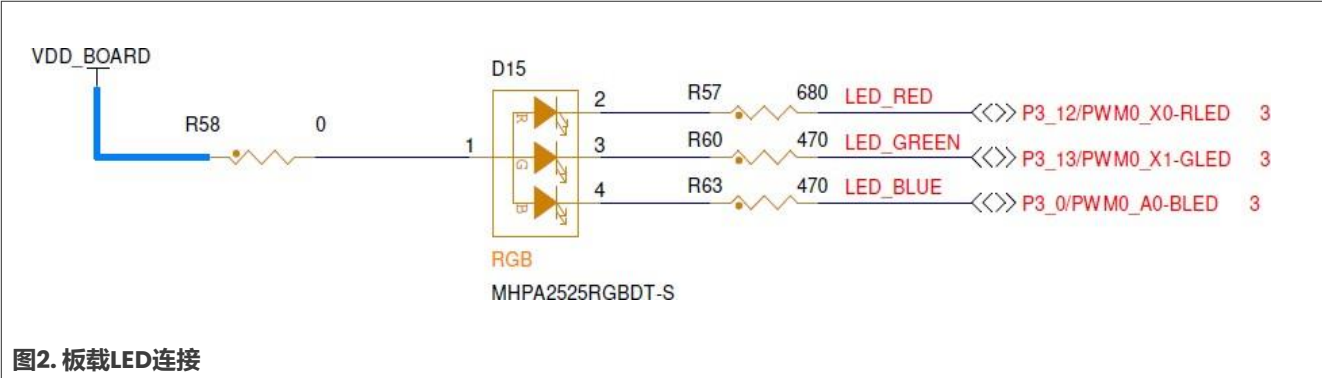 VDD_BOARD
D15
R58 0
1
R
G
B
2 R57 680 LED_RED P3_12/PWM0_X0-RLED 3
3 R60 470 LED_GREEN P3_13/PWM0_X1-GLED 3
4 R63 470 LED_BLUE P3_0/PWM0_A0-BLED 3
RGB
MHPA2525RGBDT-S
图2. 板载LED连接